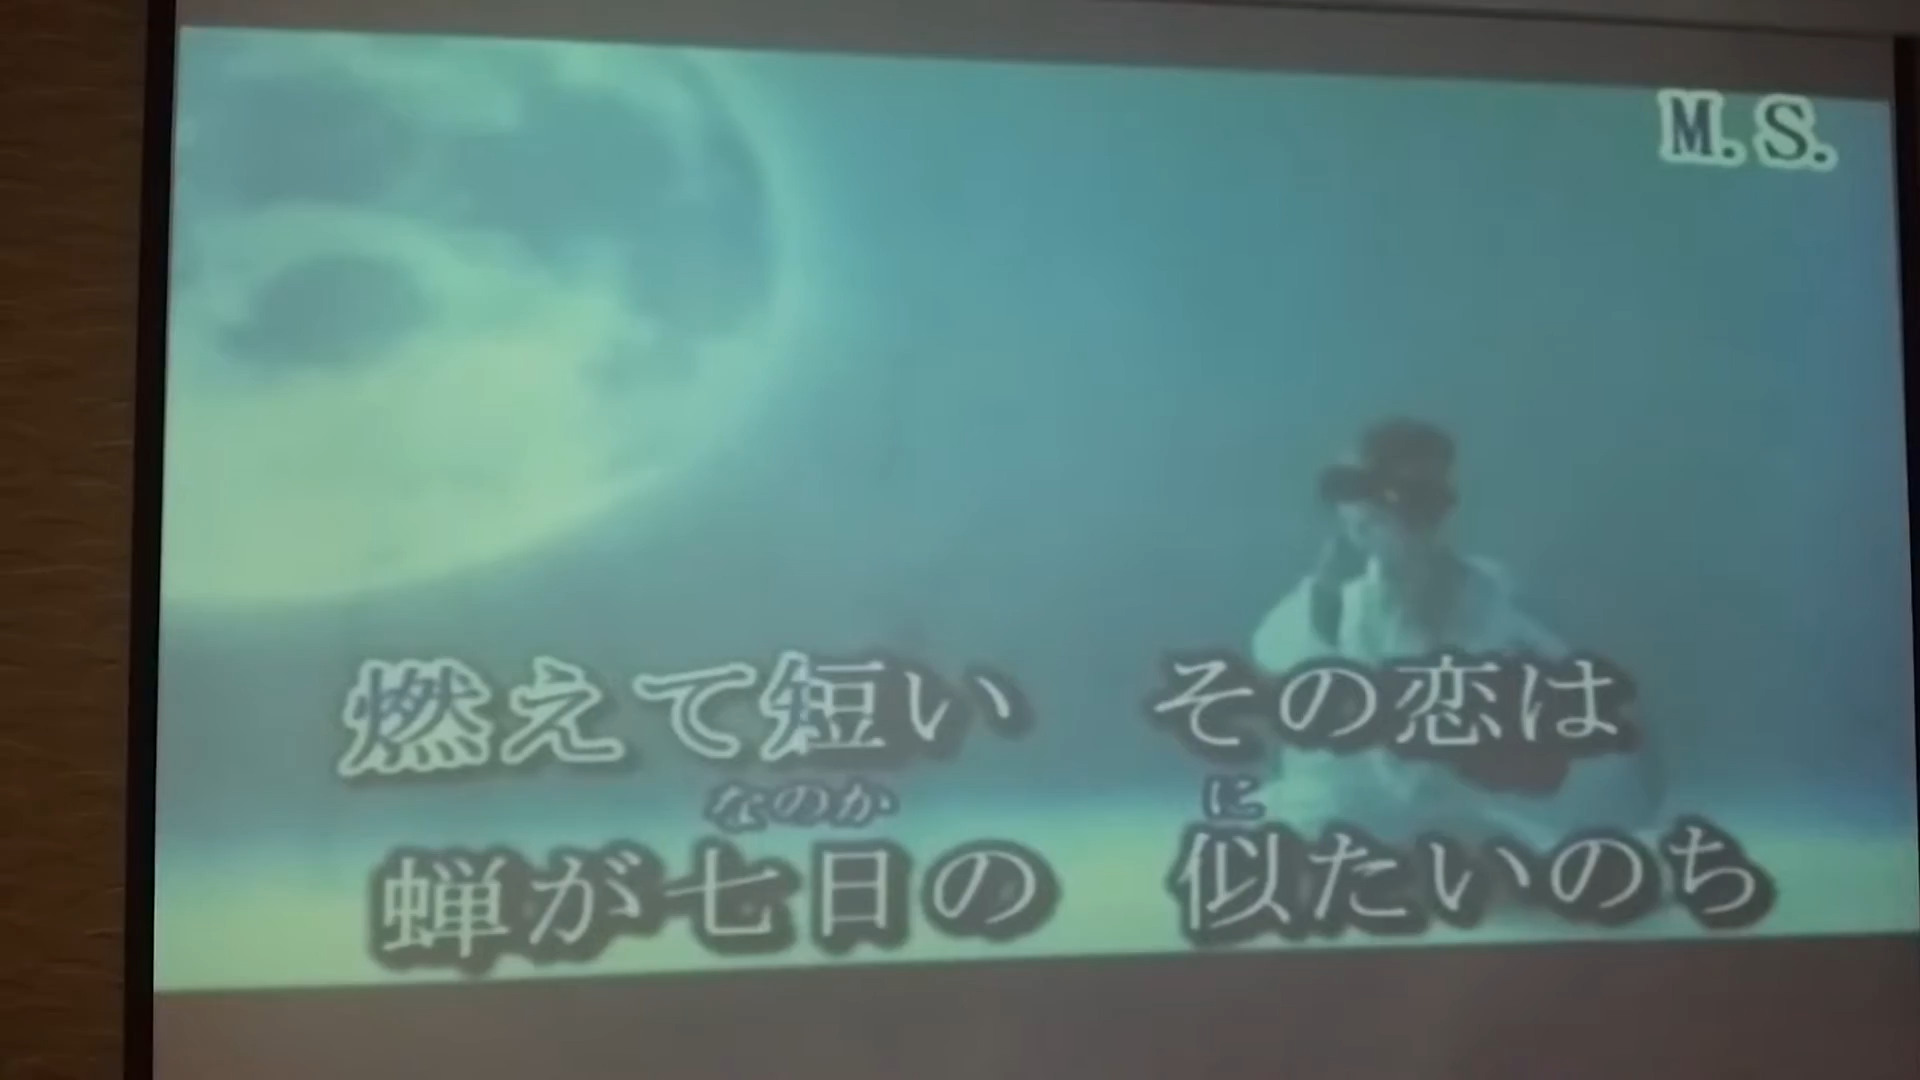 M.S.
燃えて短い　その恋は
なのか　に
蝉が七日の　似たいのち